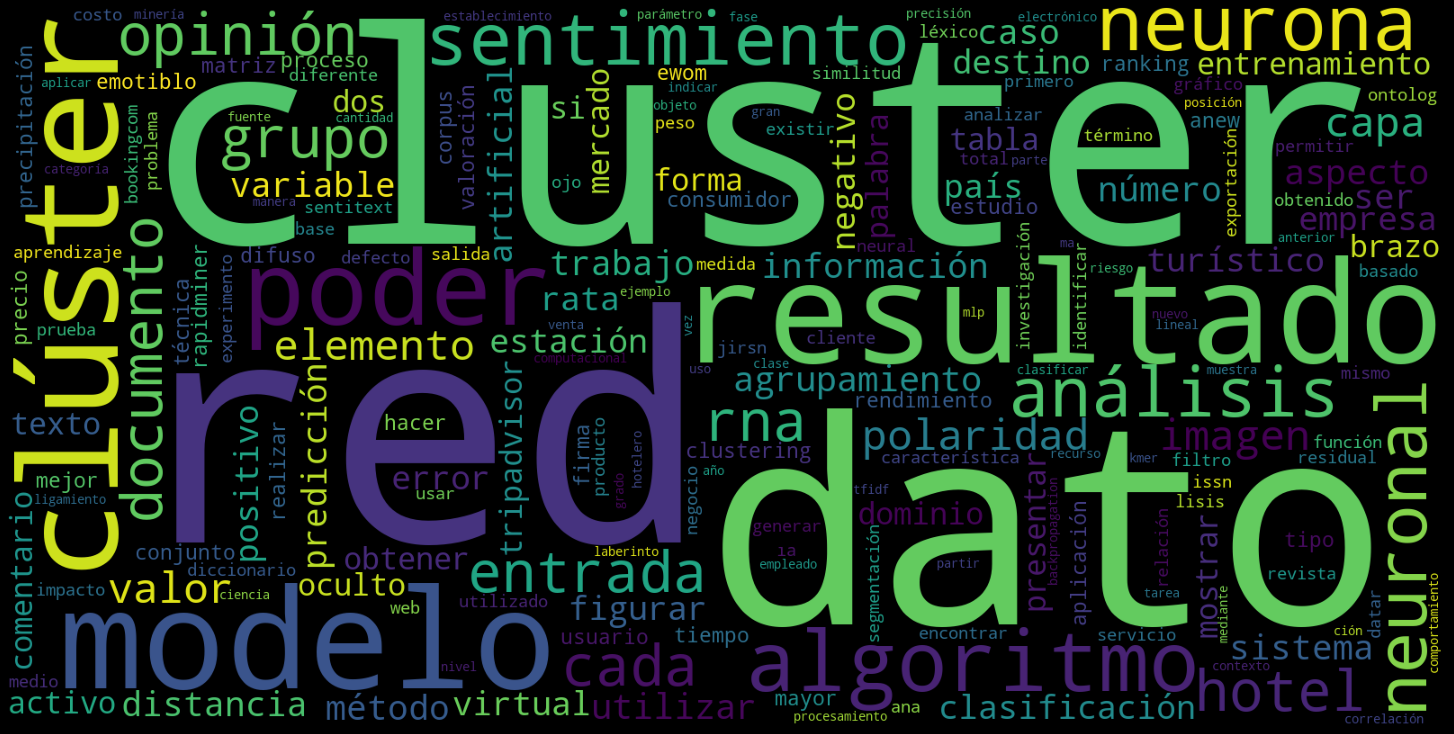 cluster
red
dato
clúster
modelo
resultado
poder
algoritmo
sentimiento
neurona
neuronal
análisis
opinión
grupo
entrada
documento
hotel
rna
cada
valor
capa
imagen
elemento
polaridad
utilizar
información
sistema
agrupamiento
clasificación
variable
palabra
número
destino
caso
tabla
país
turístico
aspecto
ser
empresa
brazo
entrenamiento
ranking
ontolog
anew
gráfico
posición
término
permitir
obtenido
anterior
exportación
basado
electrónico
precisión
léxico
primero
analizar
existir
total
parte
estudio
similitud
parámetro
fase
establecimiento
ewom
indicar
objeto
gran
peso
forma
consumidor
negativo
neural
mercado
si
ojo
artificial
valoración
corpus
dos
cantidad
fuente
matriz
proceso
diferente
costo
minería
aplicar
emotiblo
precipitación
categoría
bookingcom
problema
manera
sentitext
base
aprendizaje
precio
prueba
técnica
rapidminer
experimento
difuso
defecto
salida
trabajo
rata
ejemplo
estación
venta
computacional
medida
vez
uso
jirsn
cliente
mlp
clase
rendimiento
investigación
identificar
riesgo
ma
nuevo
lineal
clasificar
muestra
mismo
función
residual
filtro
issn
lisis
texto
mejor
ligamiento
comentario
positivo
realizar
predicción
hacer
error
usar
tripadvisor
firma
producto
grado
hotelero
año
negocio
clustering
característica
recurso
kmer
tfidf
generar
ia
empleado
dominio
partir
presentar
backpropagation
aplicación
relación
tarea
mostrar
mediante
tipo
revista
datar
ción
comportamiento
conjunto
diccionario
impacto
ciencia
oculto
obtener
web
utilizado
laberinto
figurar
usuario
tiempo
segmentación
encontrar
servicio
contexto
correlación
medio
nivel
activo
distancia
método
virtual
mayor
procesamiento
ana